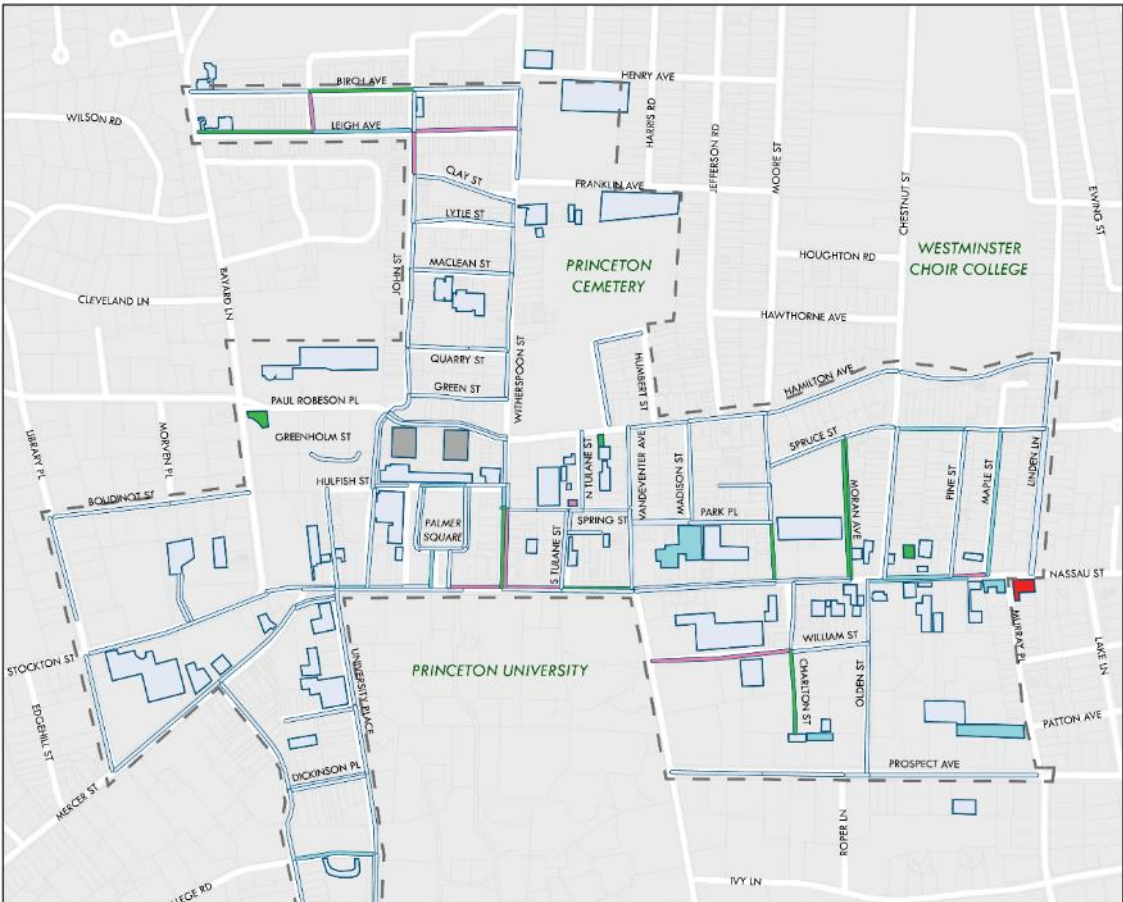 BIRCH AVE
HENRY AVE
WILSON RD
LEIGH AVE
HARRIS RD
JEFFERSON RD
MOORE ST
CHESTNUT ST
EWING ST
CLAY ST
FRANKLIN AVE
LYTLE ST
WESTMINSTER
CHOIR COLLEGE
HOUGHTON RD
MACLEAN ST
PRINCETON
CEMETERY
JOHN ST
BAYARD LN
CLEVELAND LN
HAWTHORNE AVE
WITHERSPOON ST
QUARRY ST
HUMBERT ST
GREEN ST
HAMILTON AVE
PAUL ROBESON PL
LIBRARY PL
MORVEN PL
GREENHOLM ST
SPRUCE ST
N TULANE ST
VANDEVENTER AVE
MADISON ST
MORAN AVE
PINE ST
MAPLE ST
LINDEN LN
HULFISH ST
BOUDINOT ST
PALMER
SQUARE
SPRING ST
PARK PL
S TULANE ST
NASSAU ST
MURRAY PL
LAKE LN
STOCKTON ST
UNIVERSITY PLACE
WILLIAM ST
PRINCETON UNIVERSITY
CHARLTON ST
OLDEN ST
EDGEHILL ST
PATTON AVE
DICKINSON PL
PROSPECT AVE
MERCER ST
ROPER LN
LEGE RD
IVY LN